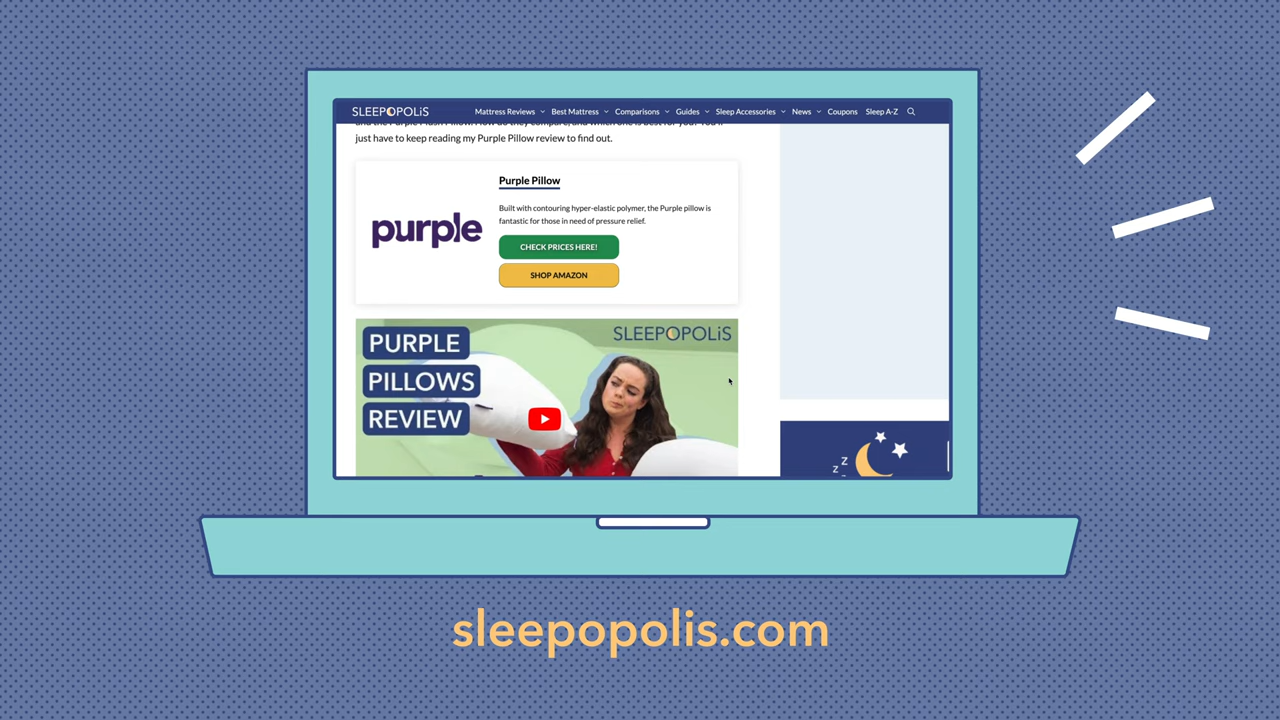 SLEEPOPOLiS
Mattress Reviews Best Mattress Comparisons Guides Sleep Accessories News Coupons Sleep A-Z
just have to keep reading my Purple Pillow review to find out.
Purple Pillow
Built with contouring hyper-elastic polymer, the Purple pillow is
fantastic for those in need of pressure relief.
purple
CHECK PRICES HERE!
SHOP AMAZON
SLEEPOPOLiS
PURPLE
PILLOWS
REVIEW
z
z
sleepopolis.com